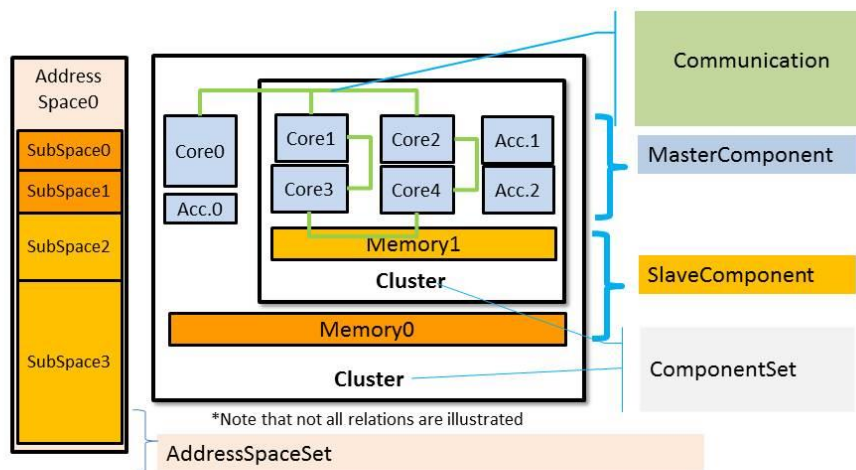 Address
Space0
SubSpace0
SubSpace1
SubSpace2
SubSpace3
Core0
Acc.0
Core1
Core2
Acc.1
Core3
Core4
Acc.2
Memory1
Cluster
Memory0
Cluster
*Note that not all relations are illustrated
AddressSpaceSet
Communication
MasterComponent
SlaveComponent
ComponentSet